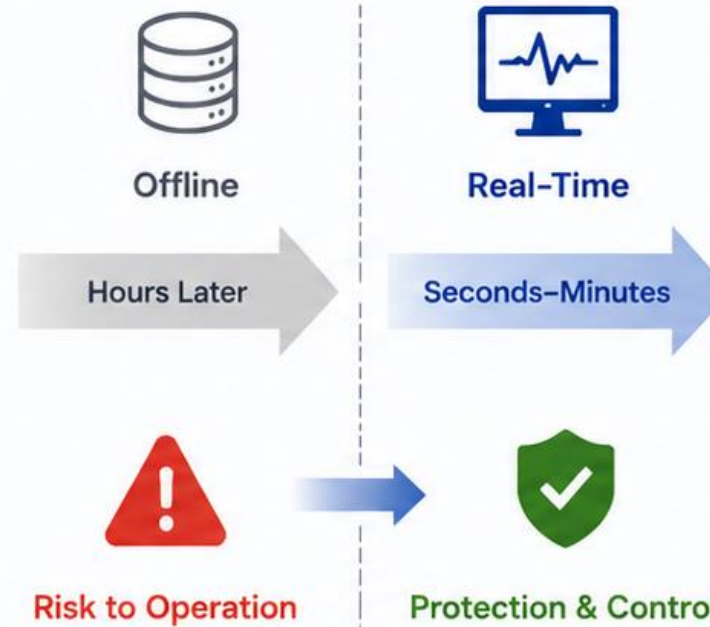 Offline
Real-Time
Hours Later
Seconds–Minutes
Risk to Operation
Protection & Contro